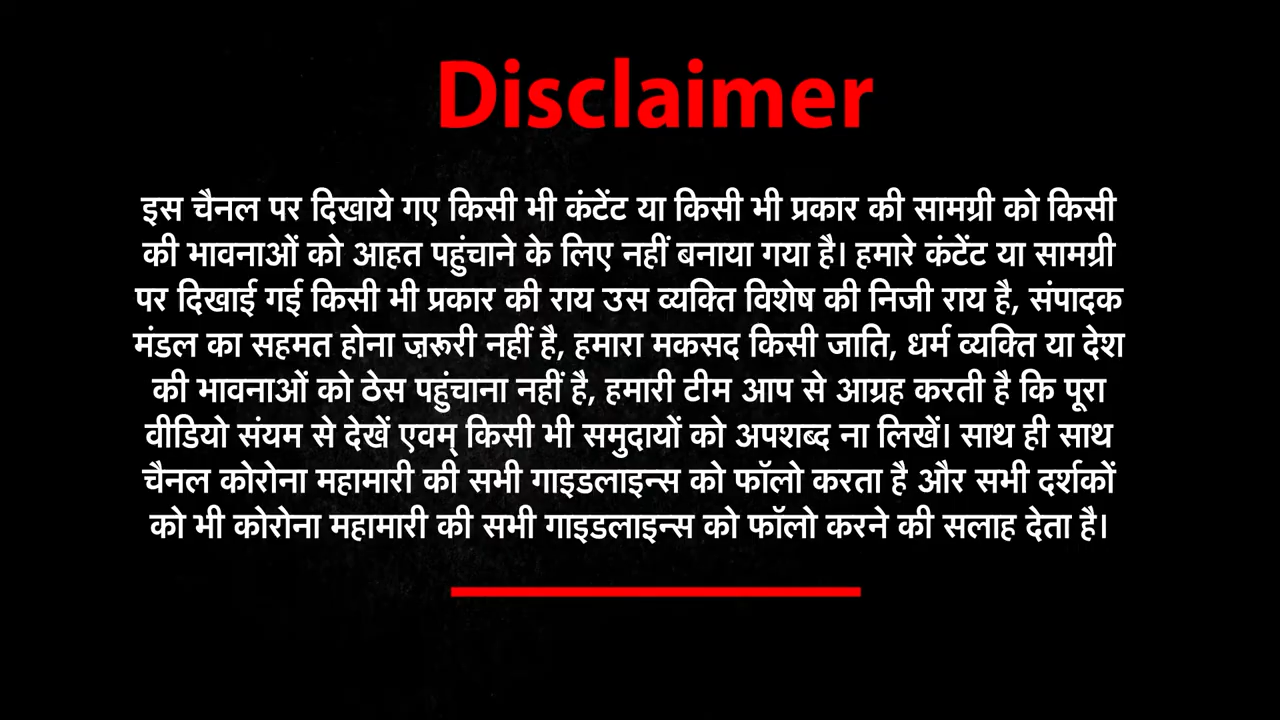 Disclaimer
इस चैनल पर दिखाये गए किसी भी कंटेंट या किसी भी प्रकार की सामग्री को किसी
की भावनाओं को आहत पहुंचाने के लिए नहीं बनाया गया है। हमारे कंटेंट या सामग्री
पर दिखाई गई किसी भी प्रकार की राय उस व्यक्ति विशेष की निजी राय है, संपादक
मंडल का सहमत होना ज़रूरी नहीं है, हमारा मकसद किसी जाति, धर्म व्यक्ति या देश
की भावनाओं को ठेस पहुंचाना नहीं है, हमारी टीम आप से आग्रह करती है कि पूरा
वीडियो संयम से देखें एवम् किसी भी समुदायों को अपशब्द ना लिखें। साथ ही साथ
चैनल कोरोना महामारी की सभी गाइडलाइन्स को फॉलो करता है और सभी दर्शकों
को भी कोरोना महामारी की सभी गाइडलाइन्स को फॉलो करने की सलाह देता है।